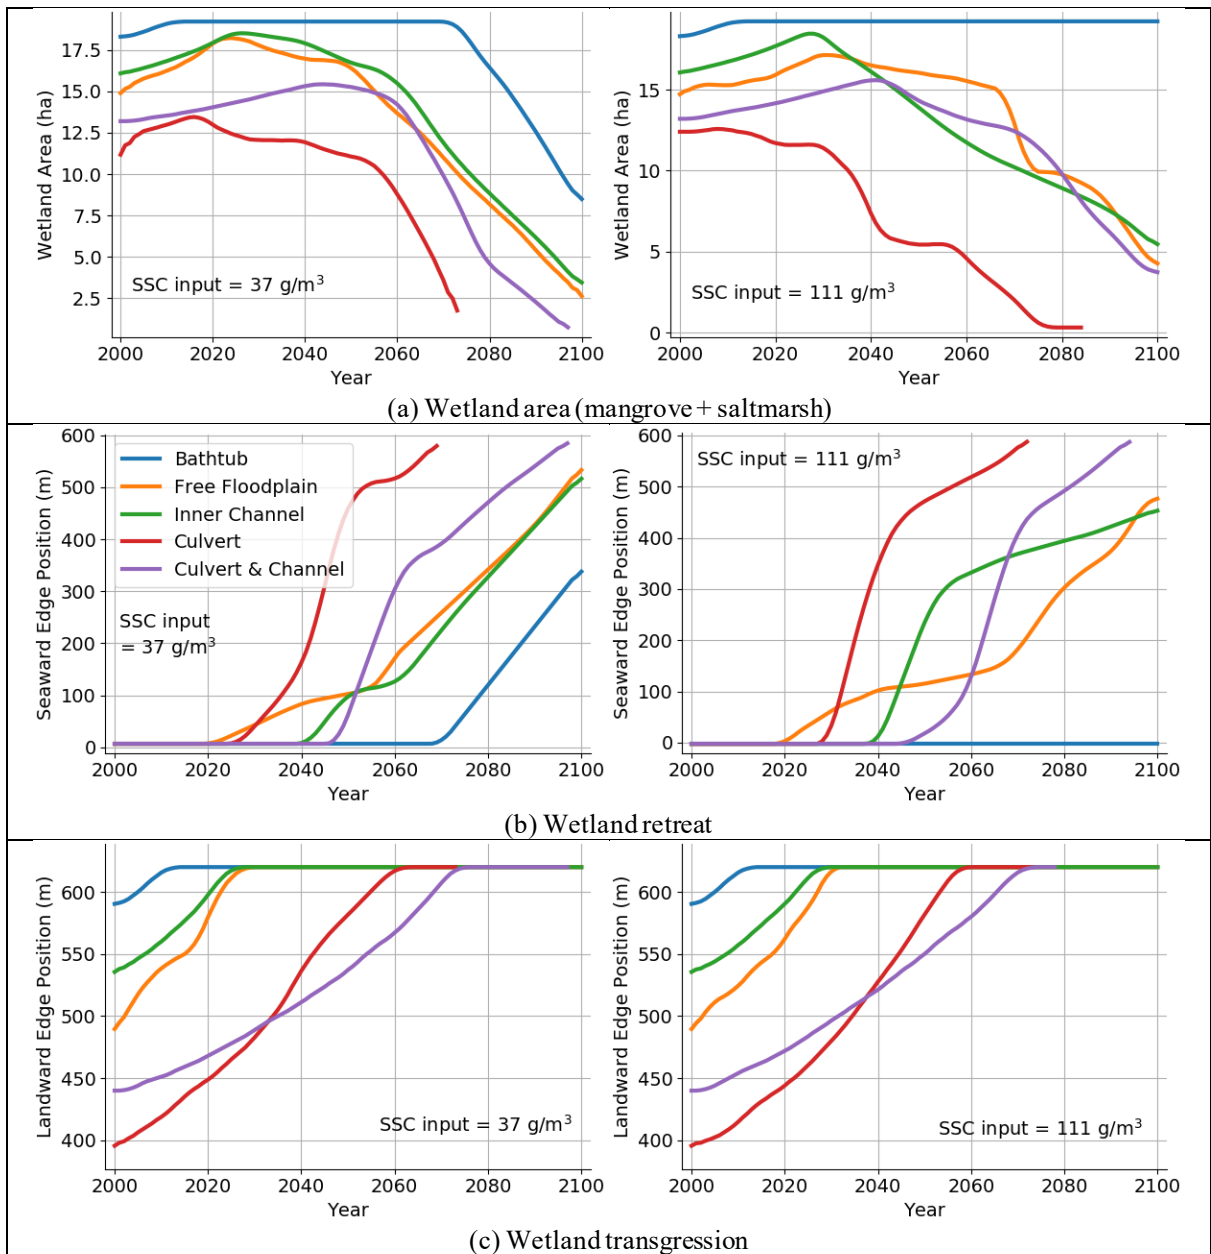 17.5
15.0
12.5
10.0
7.5
5.0
2.5
Wetland Area (ha)
SSC input = 37 g/m³
2000 2020 2040 2060 2080 2100
Year
15
10
5
0
Wetland Area (ha)
SSC input = 111 g/m³
2000 2020 2040 2060 2080 2100
Year
(a) Wetland area (mangrove + saltmarsh)
600
500
400
300
200
100
0
Seaward Edge Position (m)
Bathtub
Free Floodplain
Inner Channel
Culvert
Culvert & Channel
SSC input
= 37 g/m³
2000 2020 2040 2060 2080 2100
Year
600
500
400
300
200
100
0
Seaward Edge Position (m)
SSC input = 111 g/m³
2000 2020 2040 2060 2080 2100
Year
(b) Wetland retreat
600
550
500
450
400
Landward Edge Position (m)
SSC input = 37 g/m³
2000 2020 2040 2060 2080 2100
Year
600
550
500
450
400
Landward Edge Position (m)
SSC input = 111 g/m³
2000 2020 2040 2060 2080 2100
Year
(c) Wetland transgression